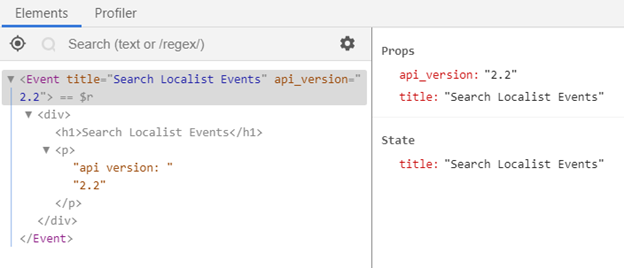 Elements Profiler
Search (text or /regex/)
<Event title="Search Localist Events" api_version="
2.2"> == $r
<div>
<h1>Search Localist Events</h1>
<p>
"api version: "
"2.2"
</p>
</div>
</Event>
Props
api_version: "2.2"
title: "Search Localist Events"
State
title: "Search Localist Events"